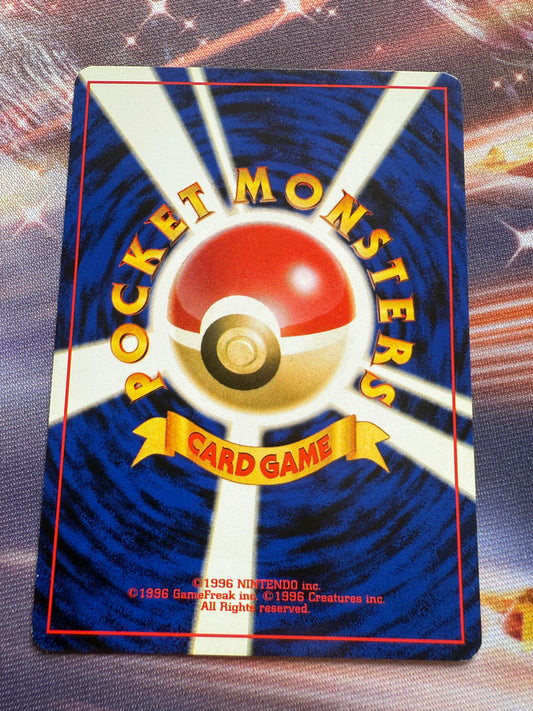 POCKET MONSTERS
CARD GAME
©1996 NINTENDO inc.
©1996 GameFreak inc. ©1996 Creatures inc.
All Rights reserved.